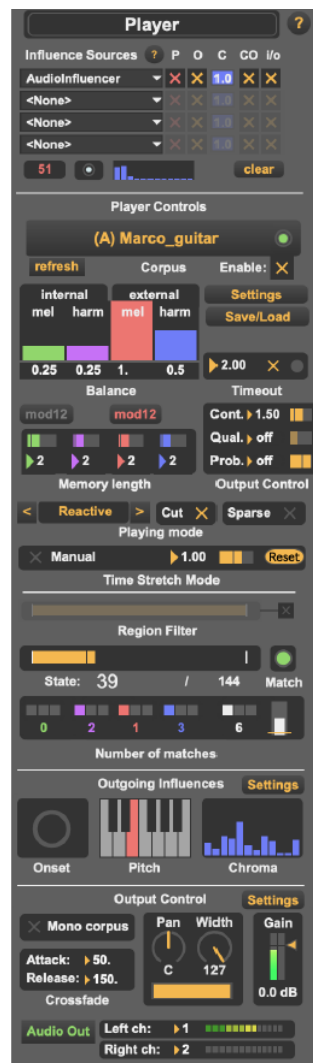 Player ?
Influence Sources ? P O C CO i/o
AudioInfluencer 1.0
<None> 1.0
<None> 1.0
<None> 1.0
51 clear
Player Controls
(A) Marco_guitar
refresh Corpus Enable:
internal external Settings
mel harm mel harm Save/Load
0.25 0.25 1. 0.5 2.00
Balance Timeout
mod12 mod12 Cont. 1.50
Qual. off
2 2 2 2 Prob. off
Memory length Output Control
< Reactive > Cut Sparse
Playing mode
Manual 1.00 Reset
Time Stretch Mode
Region Filter
State: 39 / 144 Match
0 2 1 3 6
Number of matches
Outgoing Influences Settings
Onset Pitch Chroma
Output Control Settings
Mono corpus Pan Width Gain
Attack: 50.
Release: 150. C 127
Crossfade 0.0 dB
Audio Out Left ch: 1
Right ch: 2